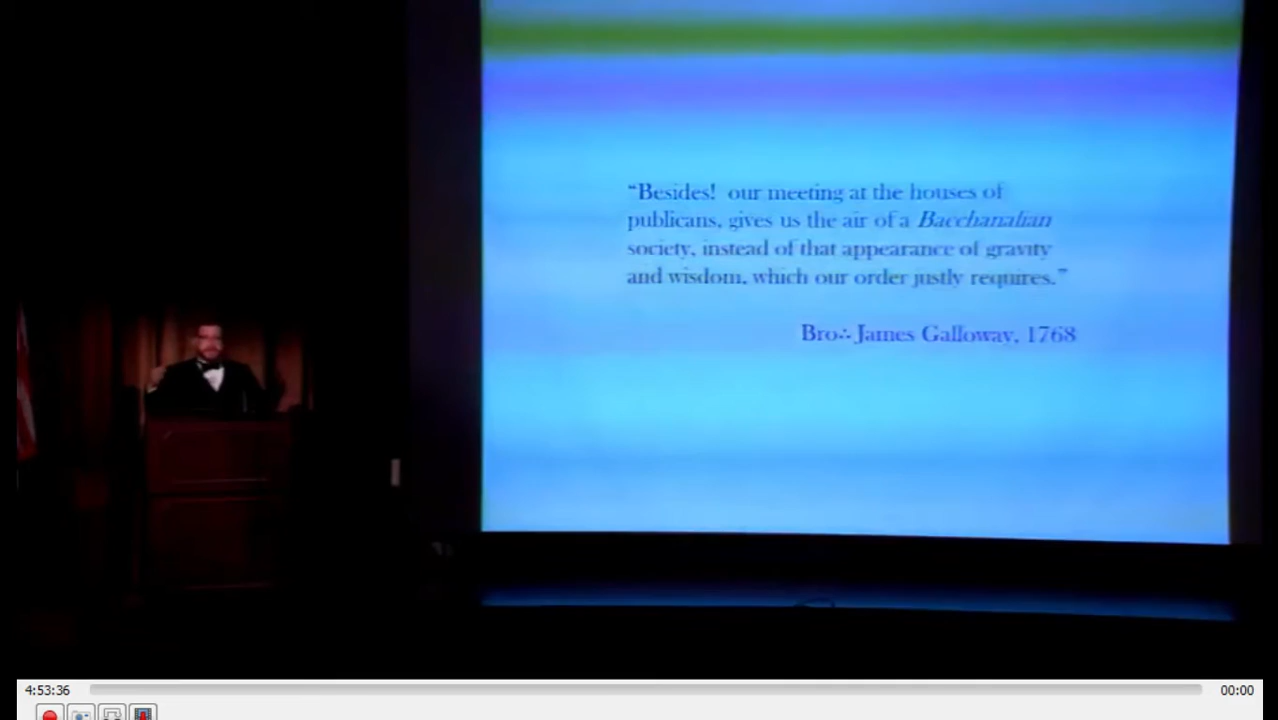 “Besides!  our meeting at the houses of
publicans, gives us the air of a Bacchanalian
society, instead of that appearance of gravity
and wisdom, which our order justly requires.”
Bro∴ James Galloway, 1768
4:53:36
00:00